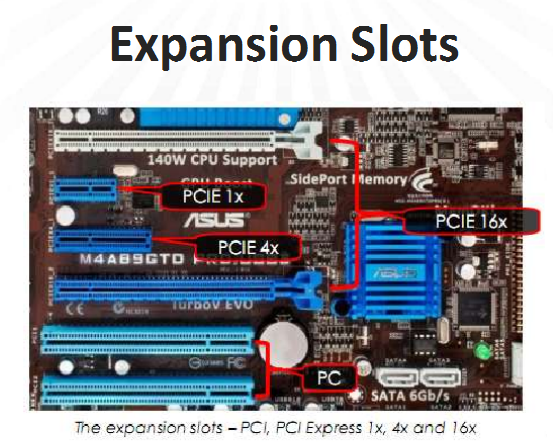 Expansion Slots
140W CPU Support
SidePort Memory
PCIE 1x
PCIE 16x
ASUS
PCIE 4x
M4A89GTD
ASUS
TurboV EVO
PC
SATA 6Gb/s
The expansion slots – PCI, PCI Express 1x, 4x and 16x